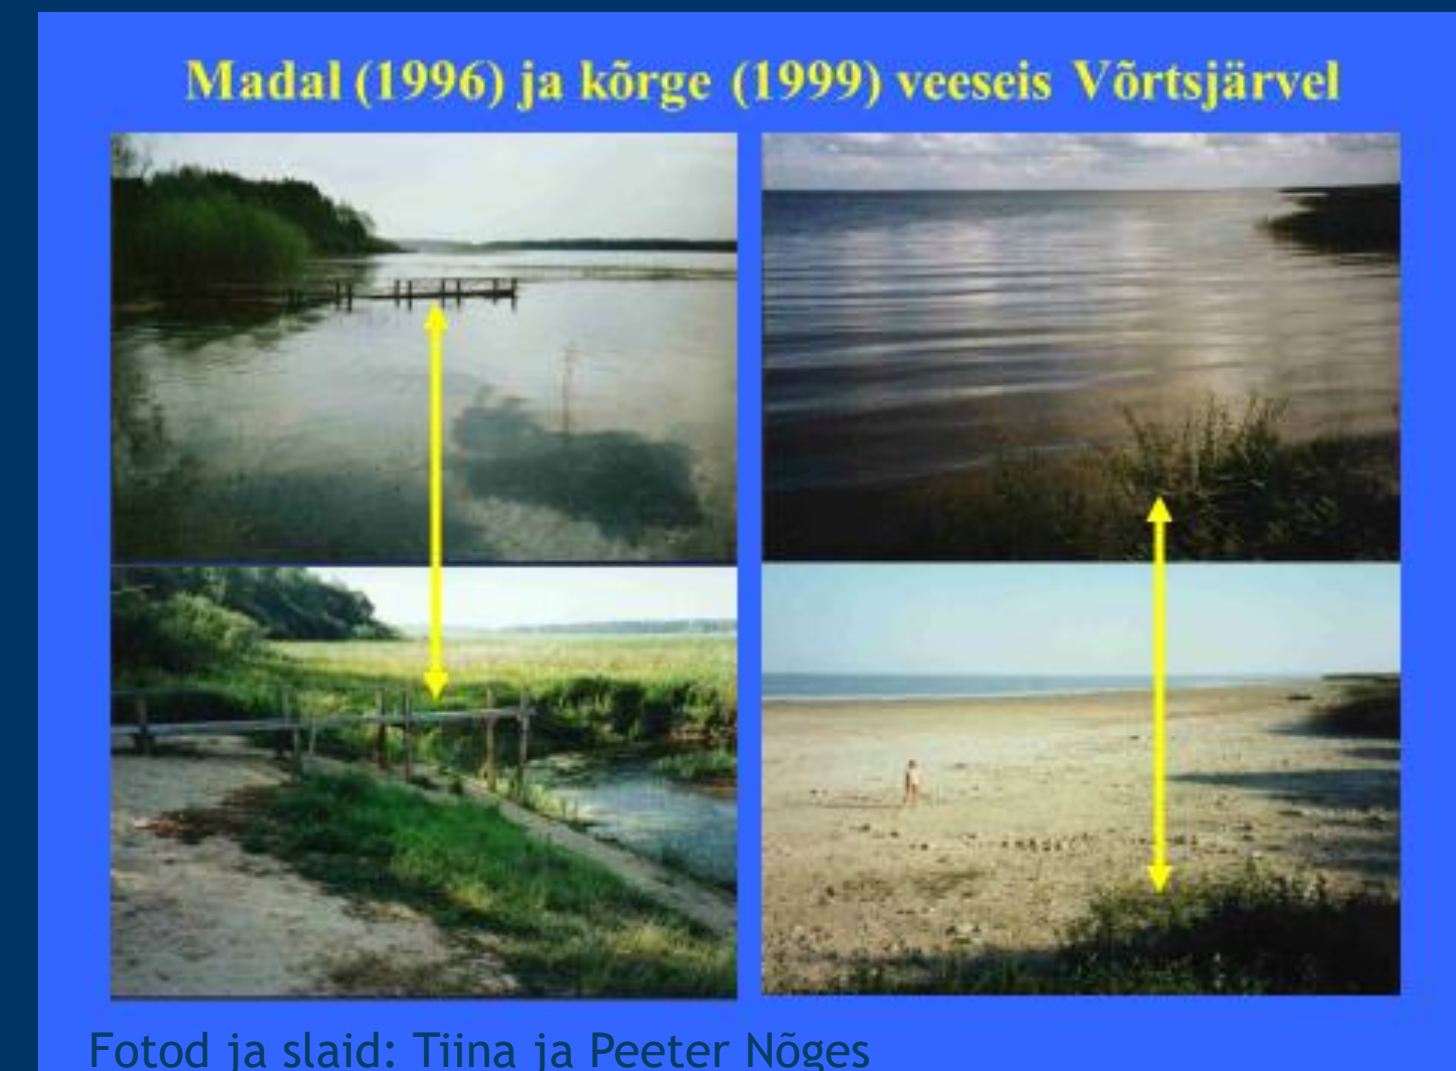 Madal (1996) ja kõrge (1999) veeseis Võrtsjärvel
Fotod ja slaid: Tiina ja Peeter Nõges